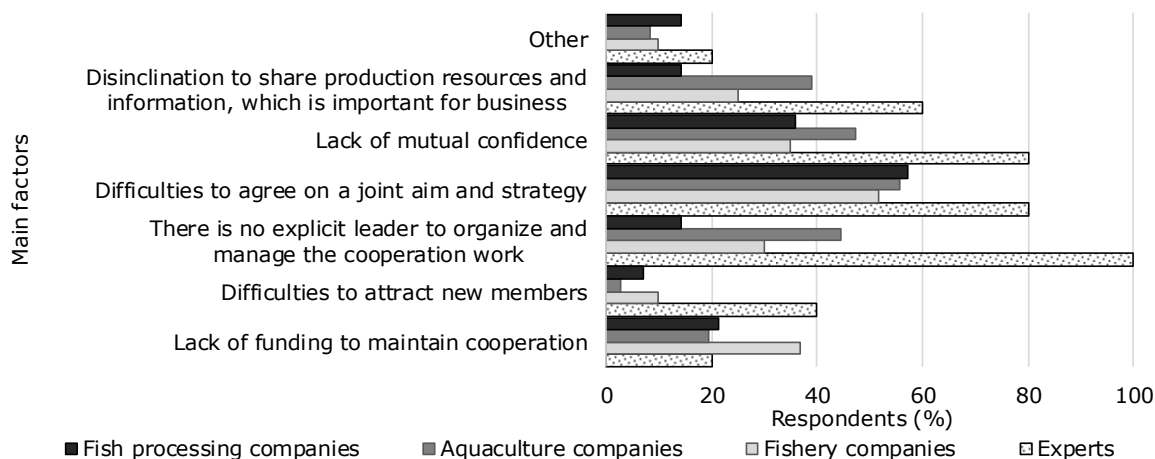 Other
Disinclination to share production resources and
information, which is important for business
Lack of mutual confidence
Difficulties to agree on a joint aim and strategy
There is no explicit leader to organize and
manage the cooperation work
Difficulties to attract new members
Lack of funding to maintain cooperation
Main factors
0 20 40 60 80 100
Respondents (%)
Fish processing companies Aquaculture companies Fishery companies Experts